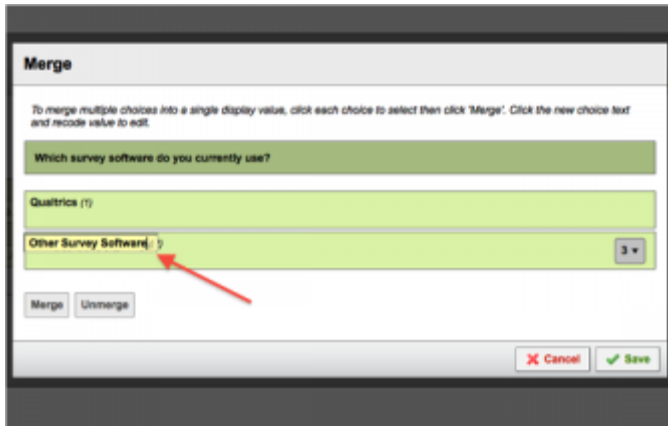 Merge
To merge multiple choices into a single display value, click each choice to select then click 'Merge'. Click the new choice text
and recode value to edit.
Which survey software do you currently use?
Qualtrics (1)
Other Survey Software
3
Merge Unmerge
Cancel Save